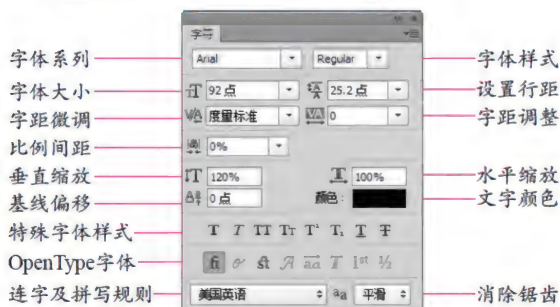 字符
字体系列 Arial Regular 字体样式
字体大小 92 点 25.2 点 设置行距
字距微调 度量标准 0 字距调整
比例间距 0%
垂直缩放 120% 100% 水平缩放
基线偏移 0 点 颜色: 文字颜色
特殊字体样式 T T TT Tт T¹ T₁ T T
OpenType字体 fi st A aa T 1st ½
连字及拼写规则 美国英语 aa 平滑 消除锯齿